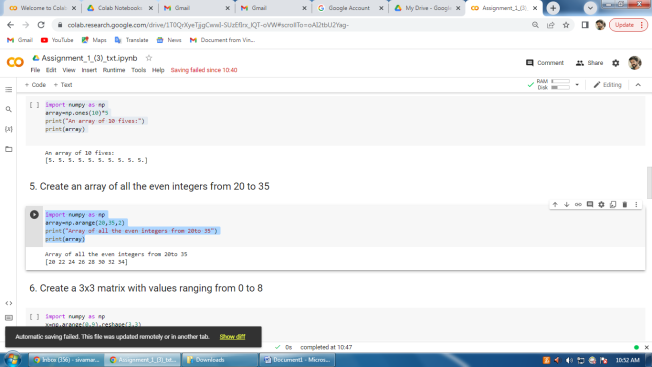 Welcome to Cola
Colab Notebooks
Gmail
Gmail
Google Account
My Drive - Google
Assignment_1_(3)
colab.research.google.com/drive/
Update
Gmail
YouTube
Maps
Translate
News
Document from Vin...
CO
Assignment_1_(3)_txt.ipynb
Comment
Share
File Edit View Insert Runtime Tools Help Saving failed since 10:40
+ Code + Text
RAM
Disk
Editing
[ ] import numpy as np
array=np.ones(10)*5
print("An array of 10 fives:")
print(array)
An array of 10 fives:
[5. 5. 5. 5. 5. 5. 5. 5. 5. 5.]
5. Create an array of all the even integers from 20 to 35
import numpy as np
array=np.arange(20,35,2)
print("Array of all the even integers from 20to 35")
print(array)
Array of all the even integers from 20to 35
[20 22 24 26 28 30 32 34]
6. Create a 3x3 matrix with values ranging from 0 to 8
[ ] import numpy as np
x=np.arange(0,9).reshape(3,3)
Automatic saving failed. This file was updated remotely or in another tab. Show diff
0s completed at 10:47
Inbox (356) - sivamar...
Assignment_1_(3)_txt...
Downloads
Document1 - Micros...
10:52 AM